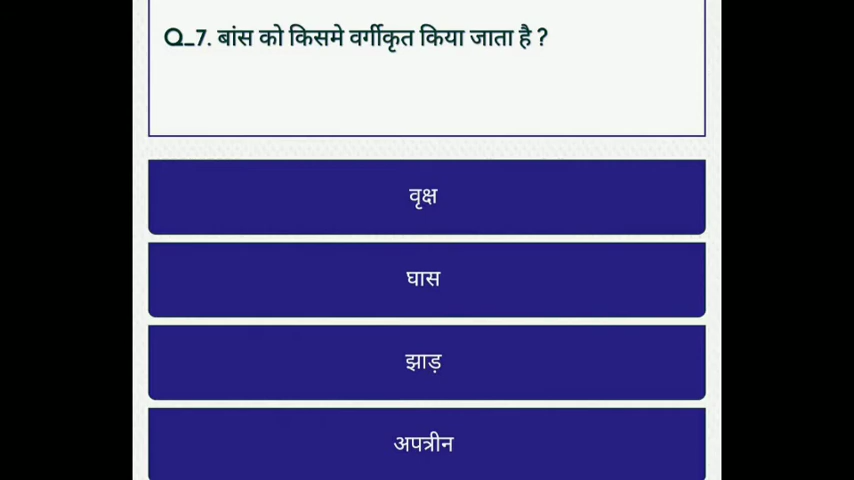 Q_7. बांस को किसमे वर्गीकृत किया जाता है ?
वृक्ष
घास
झाड़
अपत्रीन